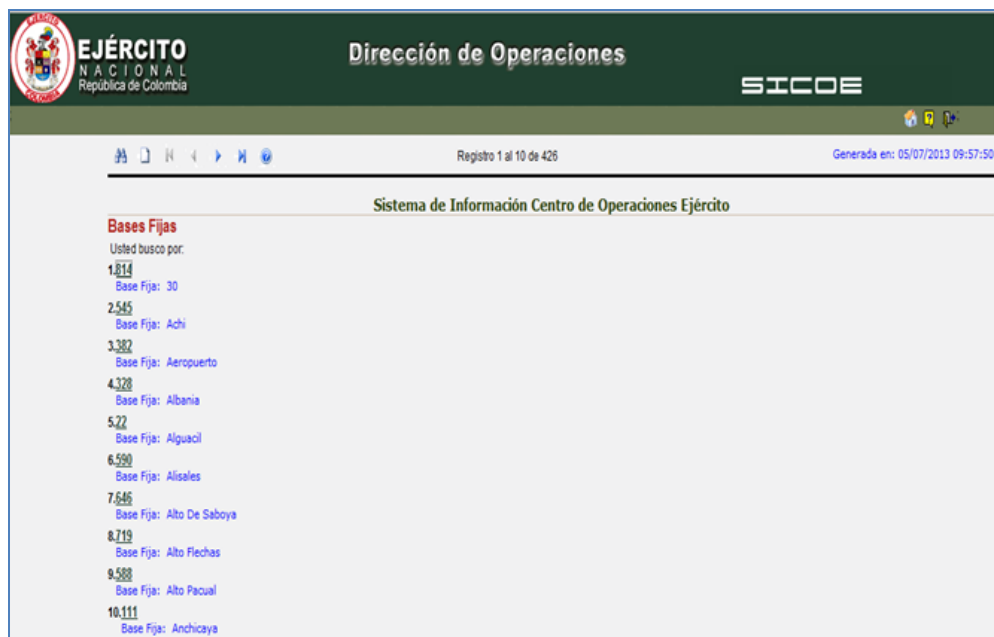 EJÉRCITO
COLOMBIA
EJÉRCITO
NACIONAL
República de Colombia
Dirección de Operaciones
SICOE
Registro 1 al 10 de 426
Generada en: 05/07/2013 09:57:50
Sistema de Información Centro de Operaciones Ejército
Bases Fijas
Usted busco por:
1.814
Base Fija: 30
2.545
Base Fija: Achi
3.382
Base Fija: Aeropuerto
4.328
Base Fija: Albania
5.22
Base Fija: Alguacil
6.590
Base Fija: Alisales
7.646
Base Fija: Alto De Saboya
8.719
Base Fija: Alto Flechas
9.588
Base Fija: Alto Pacual
10.111
Base Fija: Anchicaya